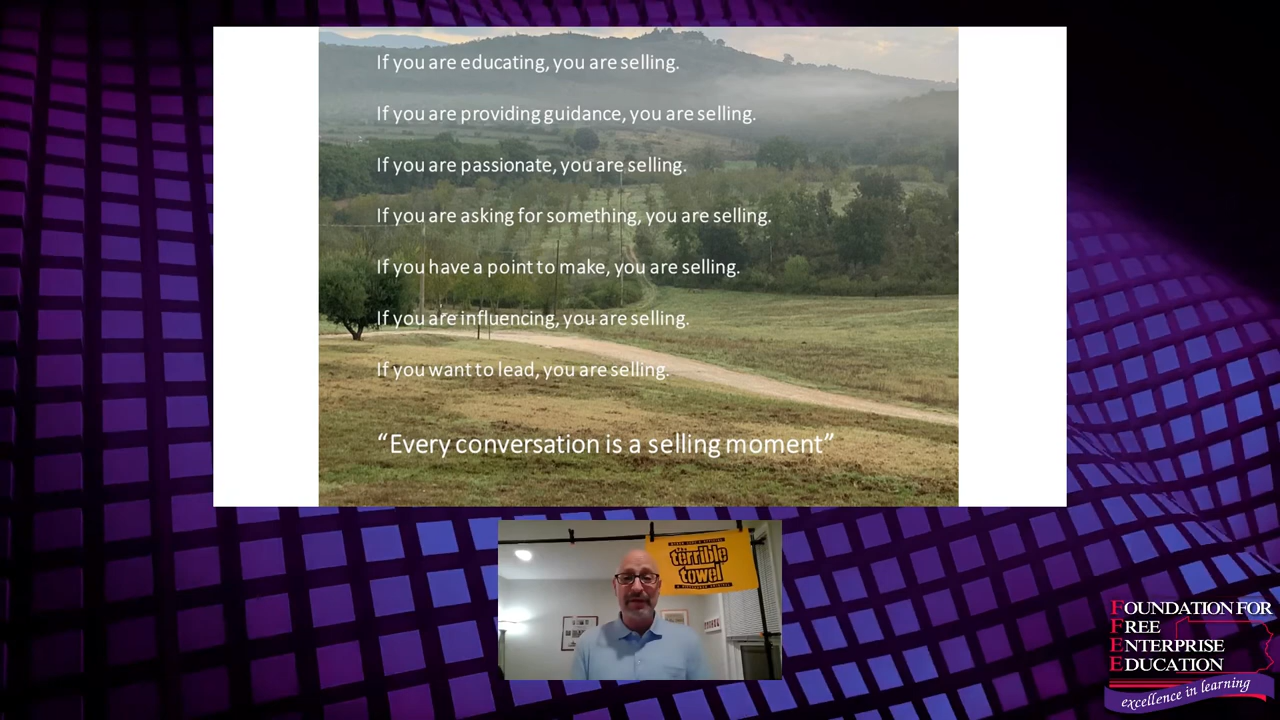 If you are educating, you are selling.
If you are providing guidance, you are selling.
If you are passionate, you are selling.
If you are asking for something, you are selling.
If you have a point to make, you are selling.
If you are influencing, you are selling.
If you want to lead, you are selling.
“Every conversation is a selling moment”
the
terrible
towel
A PITTSBURGH ORIGINAL
FOUNDATION FOR
FREE
ENTERPRISE
EDUCATION
excellence in learning